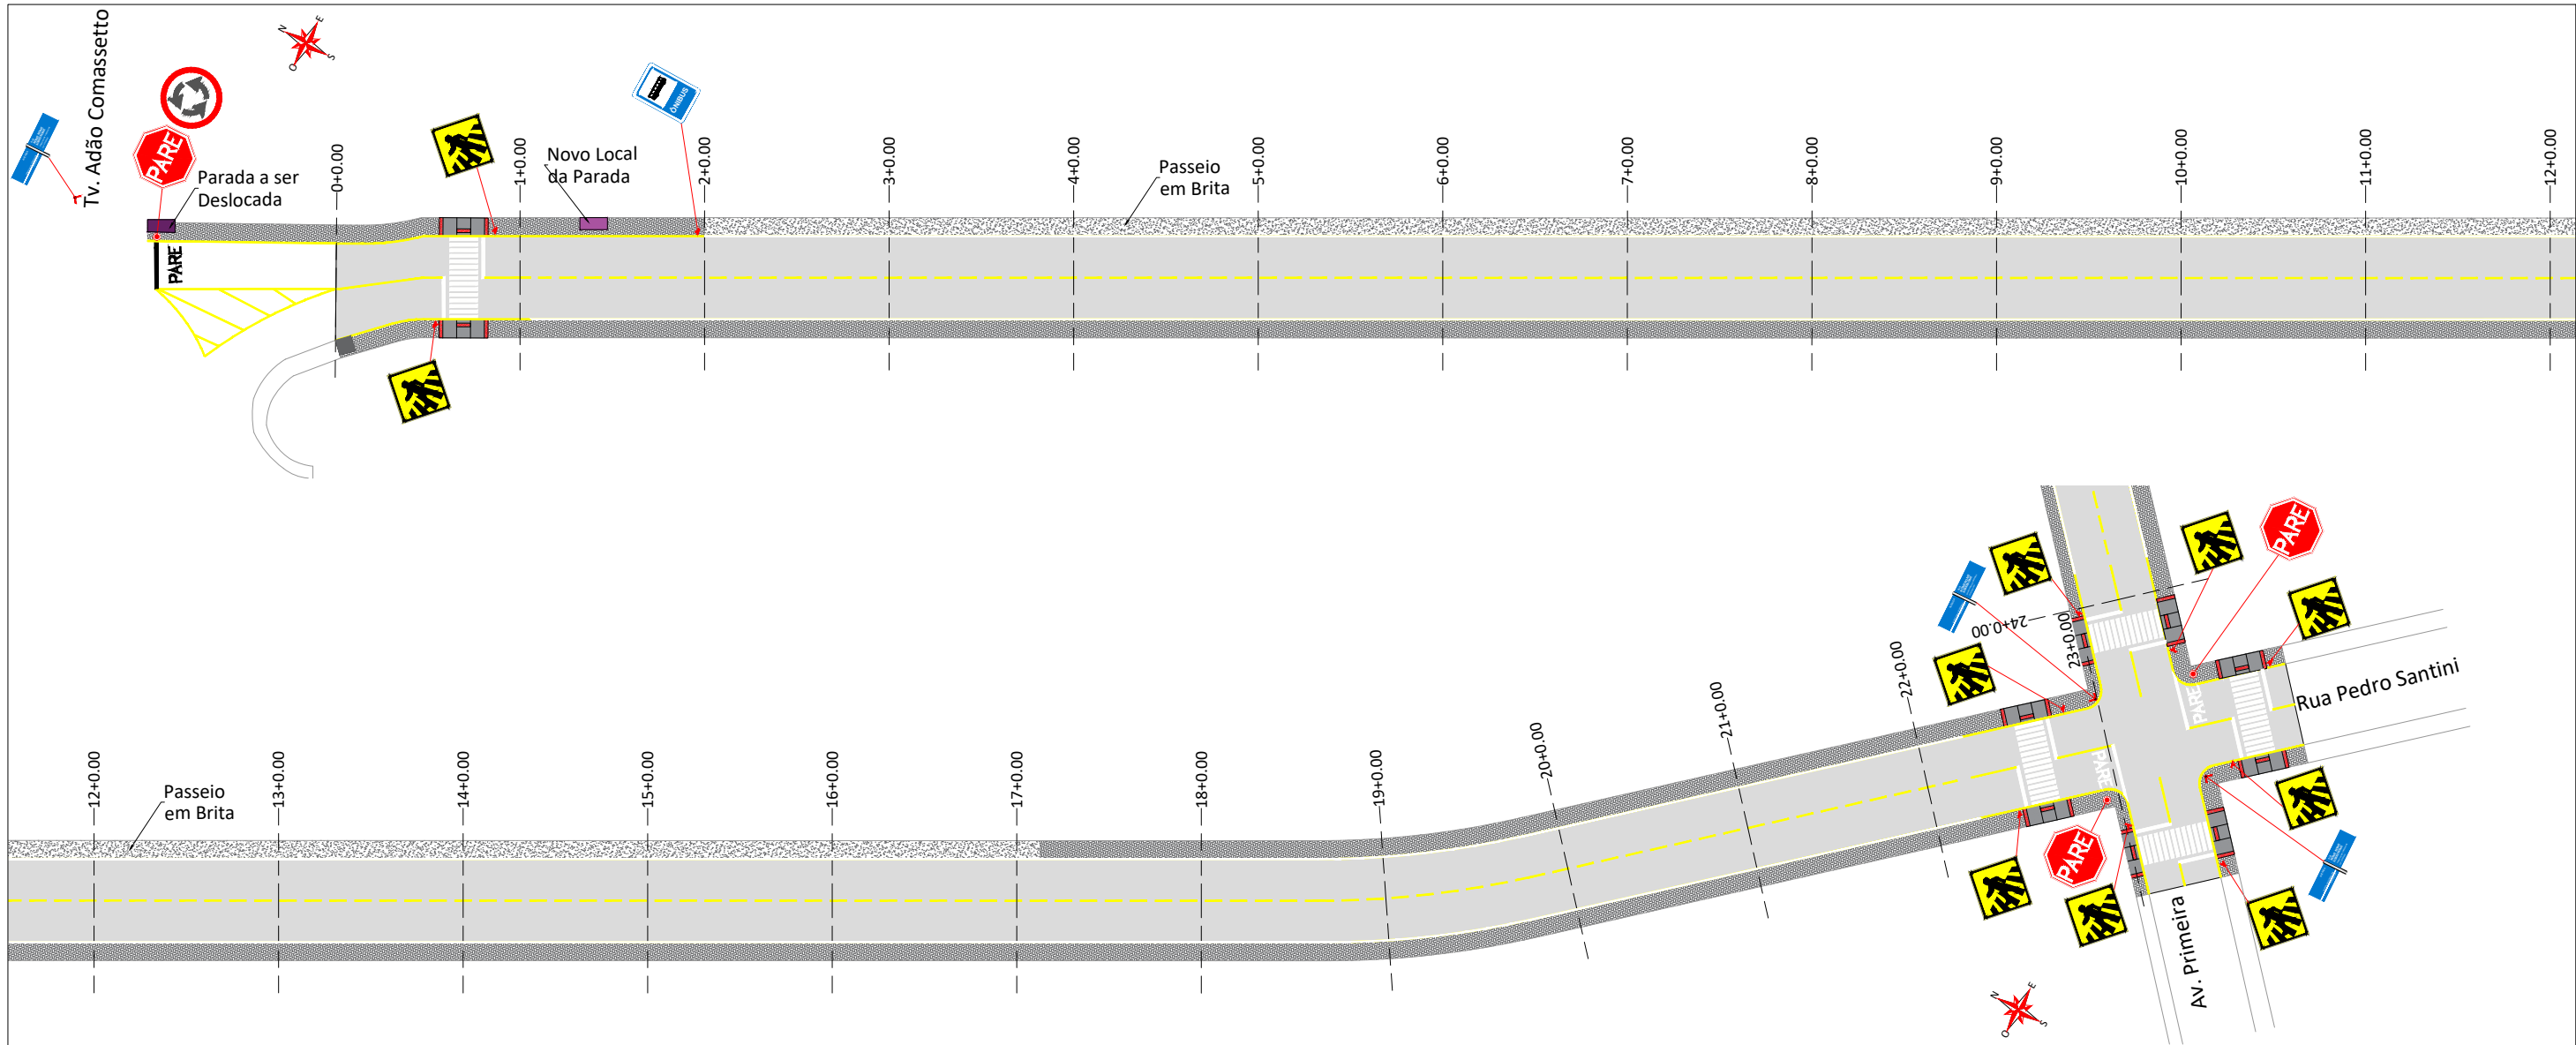 Tv. Adão Comassetto
N
E
S
O
PARE
Parada a ser
Deslocada
PARE
0+0.00
1+0.00
Novo Local
da Parada
ÔNIBUS
2+0.00
3+0.00
4+0.00
Passeio
em Brita
5+0.00
6+0.00
7+0.00
8+0.00
9+0.00
10+0.00
11+0.00
12+0.00
12+0.00
Passeio
em Brita
13+0.00
14+0.00
15+0.00
16+0.00
17+0.00
18+0.00
19+0.00
20+0.00
21+0.00
22+0.00
23+0.00
24+0.00
PARE
PARE
PARE
PARE
Rua Pedro Santini
Av. Primeira
N
E
S
O